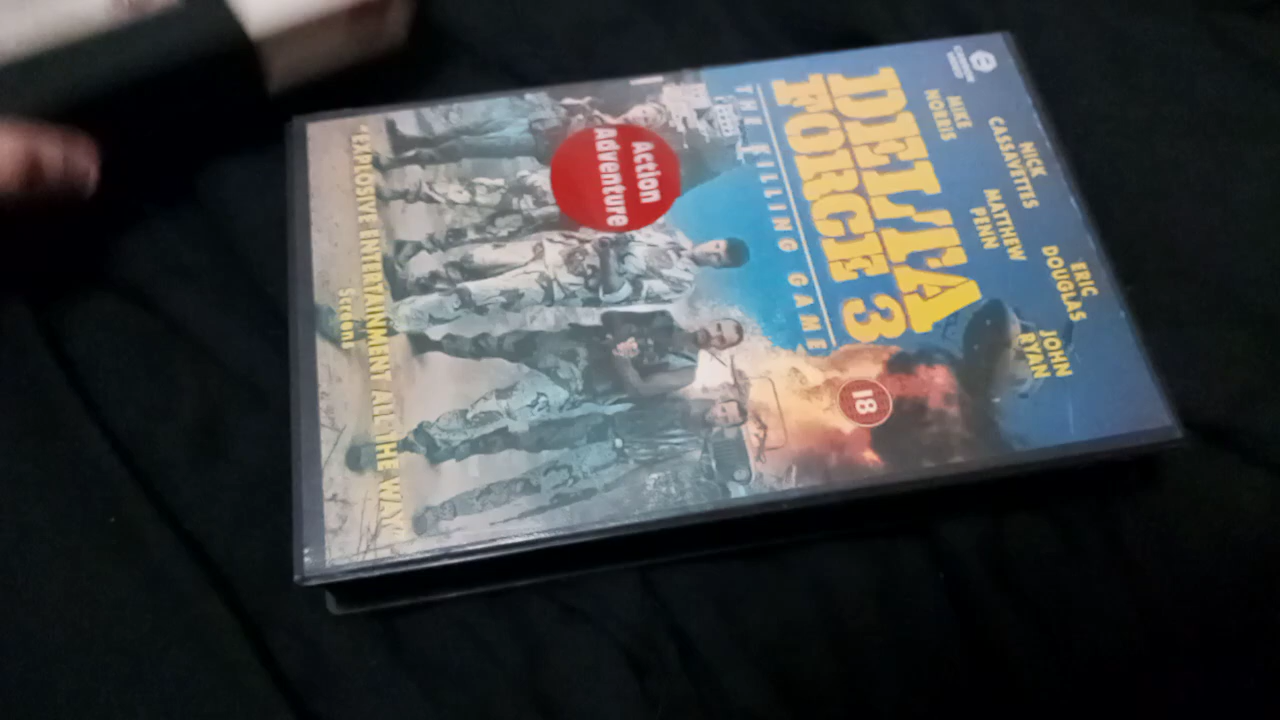 NICK
CASAVETTES
ERIC
DOUGLAS
MIKE
NORRIS
MATTHEW
PENN
JOHN
RYAN
DELTA
FORCE 3
THE KILLING GAME
18
Action
Adventure
"EXPLOSIVE ENTERTAINMENT ALL THE WAY"